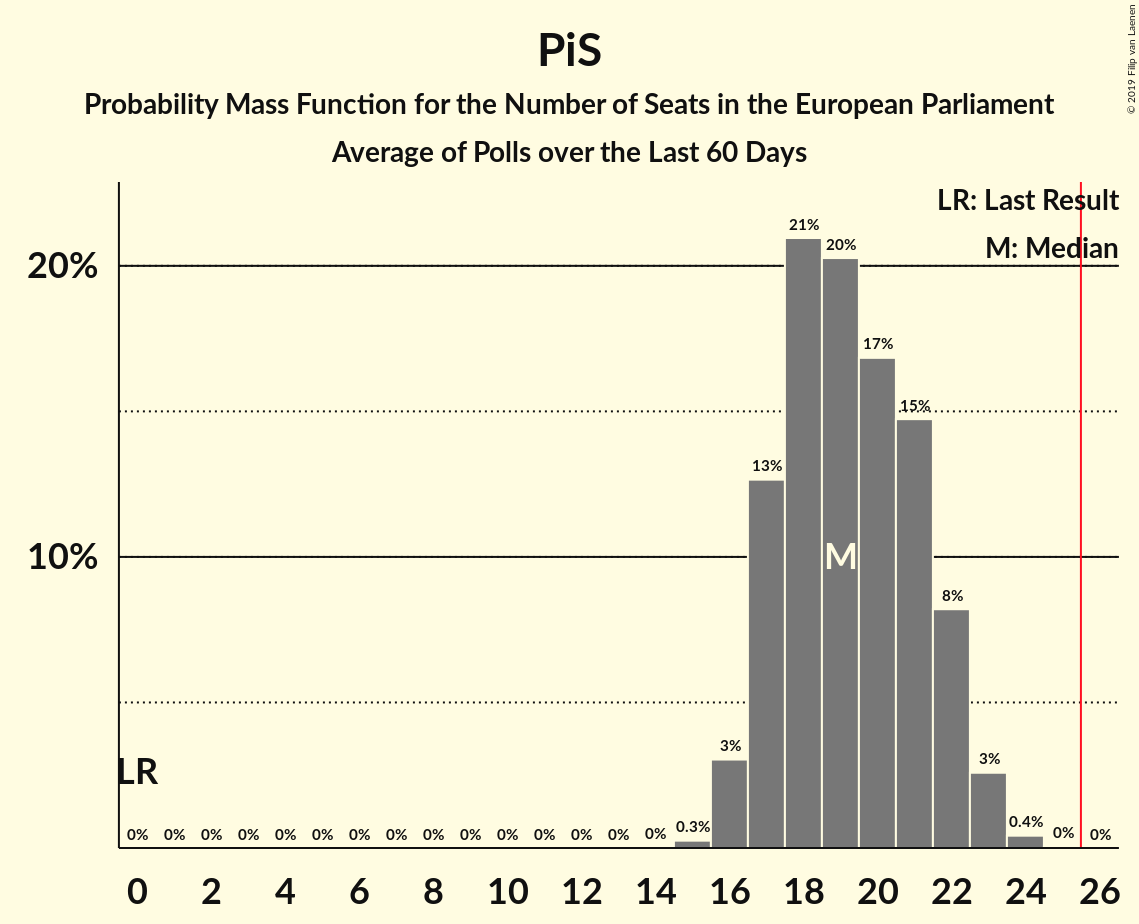 PiS
Probability Mass Function for the Number of Seats in the European Parliament
Average of Polls over the Last 60 Days
© 2019 Filip van Laenen
LR: Last Result
M: Median
20%
10%
21%
20%
17%
15%
13%
8%
3%
3%
0.3%
0.4%
M
LR
0% 0% 0% 0% 0% 0% 0% 0% 0% 0% 0% 0% 0% 0% 0% 0% 0%
0 2 4 6 8 10 12 14 16 18 20 22 24 26